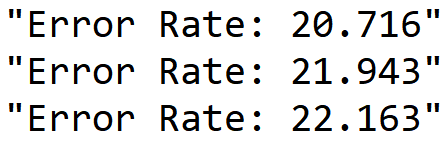 "Error Rate: 20.716"
"Error Rate: 21.943"
"Error Rate: 22.163"